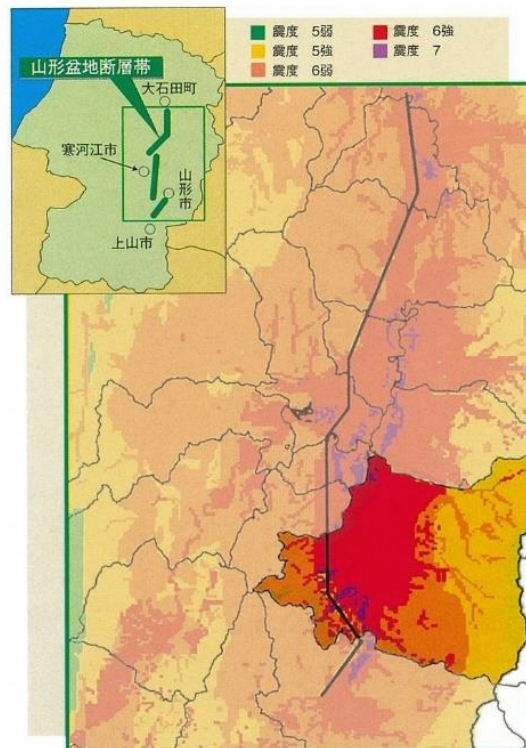 震度 5弱
震度 5強
震度 6弱
震度 6強
震度 7
山形盆地断層帯
大石田町
寒河江市
山形市
上山市